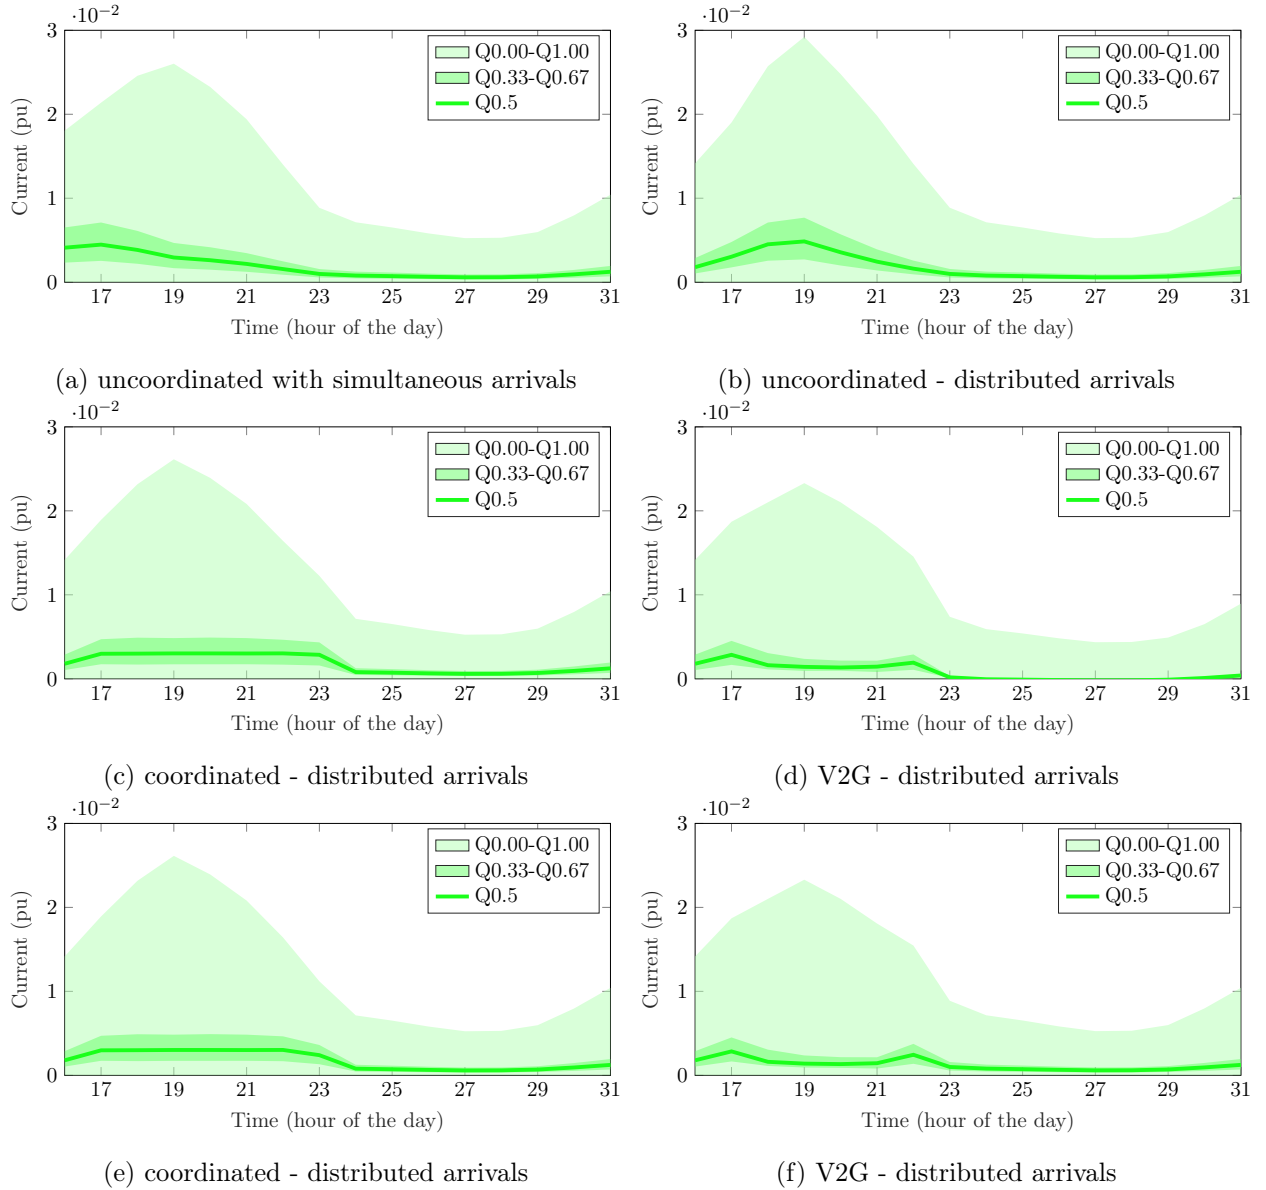 ·10⁻²
3
2
1
0
Current (pu)
Q0.00-Q1.00
Q0.33-Q0.67
Q0.5
17 19 21 23 25 27 29 31
Time (hour of the day)
(a) uncoordinated with simultaneous arrivals
·10⁻²
3
2
1
0
Current (pu)
Q0.00-Q1.00
Q0.33-Q0.67
Q0.5
17 19 21 23 25 27 29 31
Time (hour of the day)
(b) uncoordinated - distributed arrivals
·10⁻²
3
2
1
0
Current (pu)
Q0.00-Q1.00
Q0.33-Q0.67
Q0.5
17 19 21 23 25 27 29 31
Time (hour of the day)
(c) coordinated - distributed arrivals
·10⁻²
3
2
1
0
Current (pu)
Q0.00-Q1.00
Q0.33-Q0.67
Q0.5
17 19 21 23 25 27 29 31
Time (hour of the day)
(d) V2G - distributed arrivals
·10⁻²
3
2
1
0
Current (pu)
Q0.00-Q1.00
Q0.33-Q0.67
Q0.5
17 19 21 23 25 27 29 31
Time (hour of the day)
(e) coordinated - distributed arrivals
·10⁻²
3
2
1
0
Current (pu)
Q0.00-Q1.00
Q0.33-Q0.67
Q0.5
17 19 21 23 25 27 29 31
Time (hour of the day)
(f) V2G - distributed arrivals